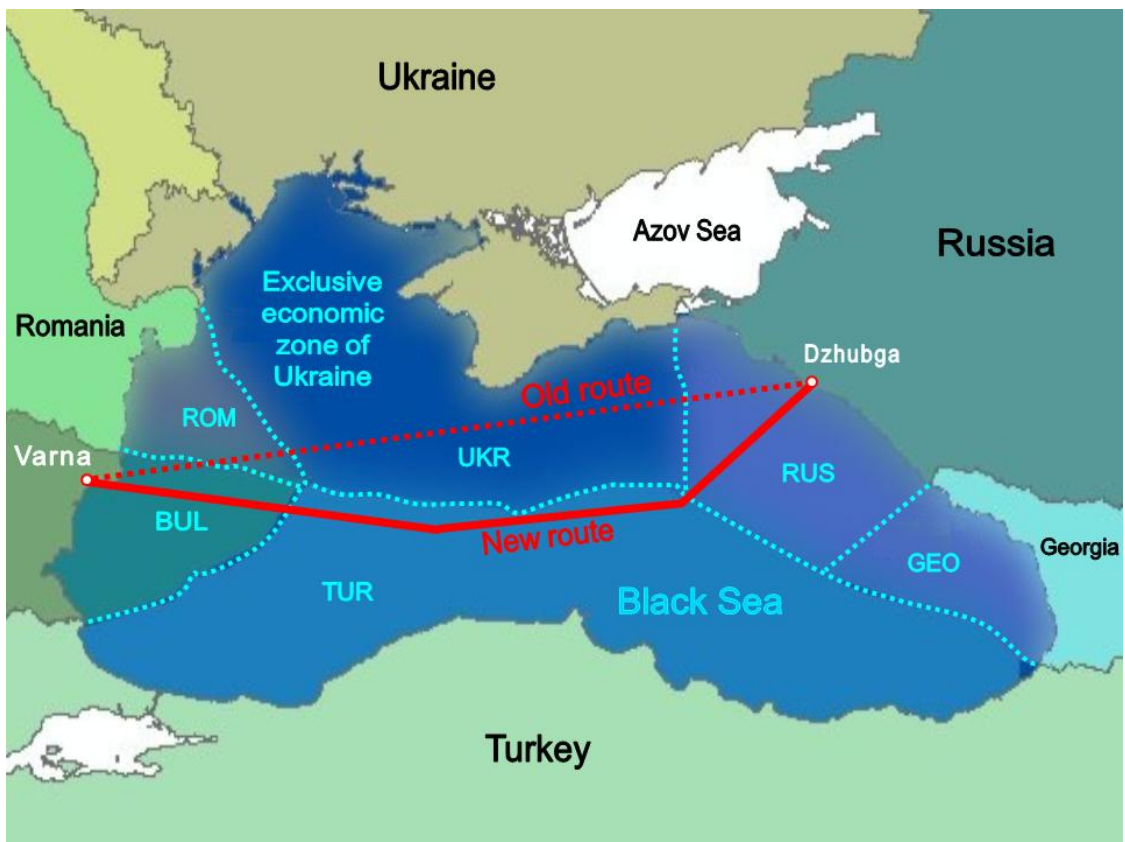 Ukraine
Azov Sea
Russia
Exclusive
economic
zone of
Ukraine
Romania
Dzhubga
Old route
ROM
Varna
UKR
RUS
BUL
New route
Georgia
GEO
TUR
Black Sea
Turkey